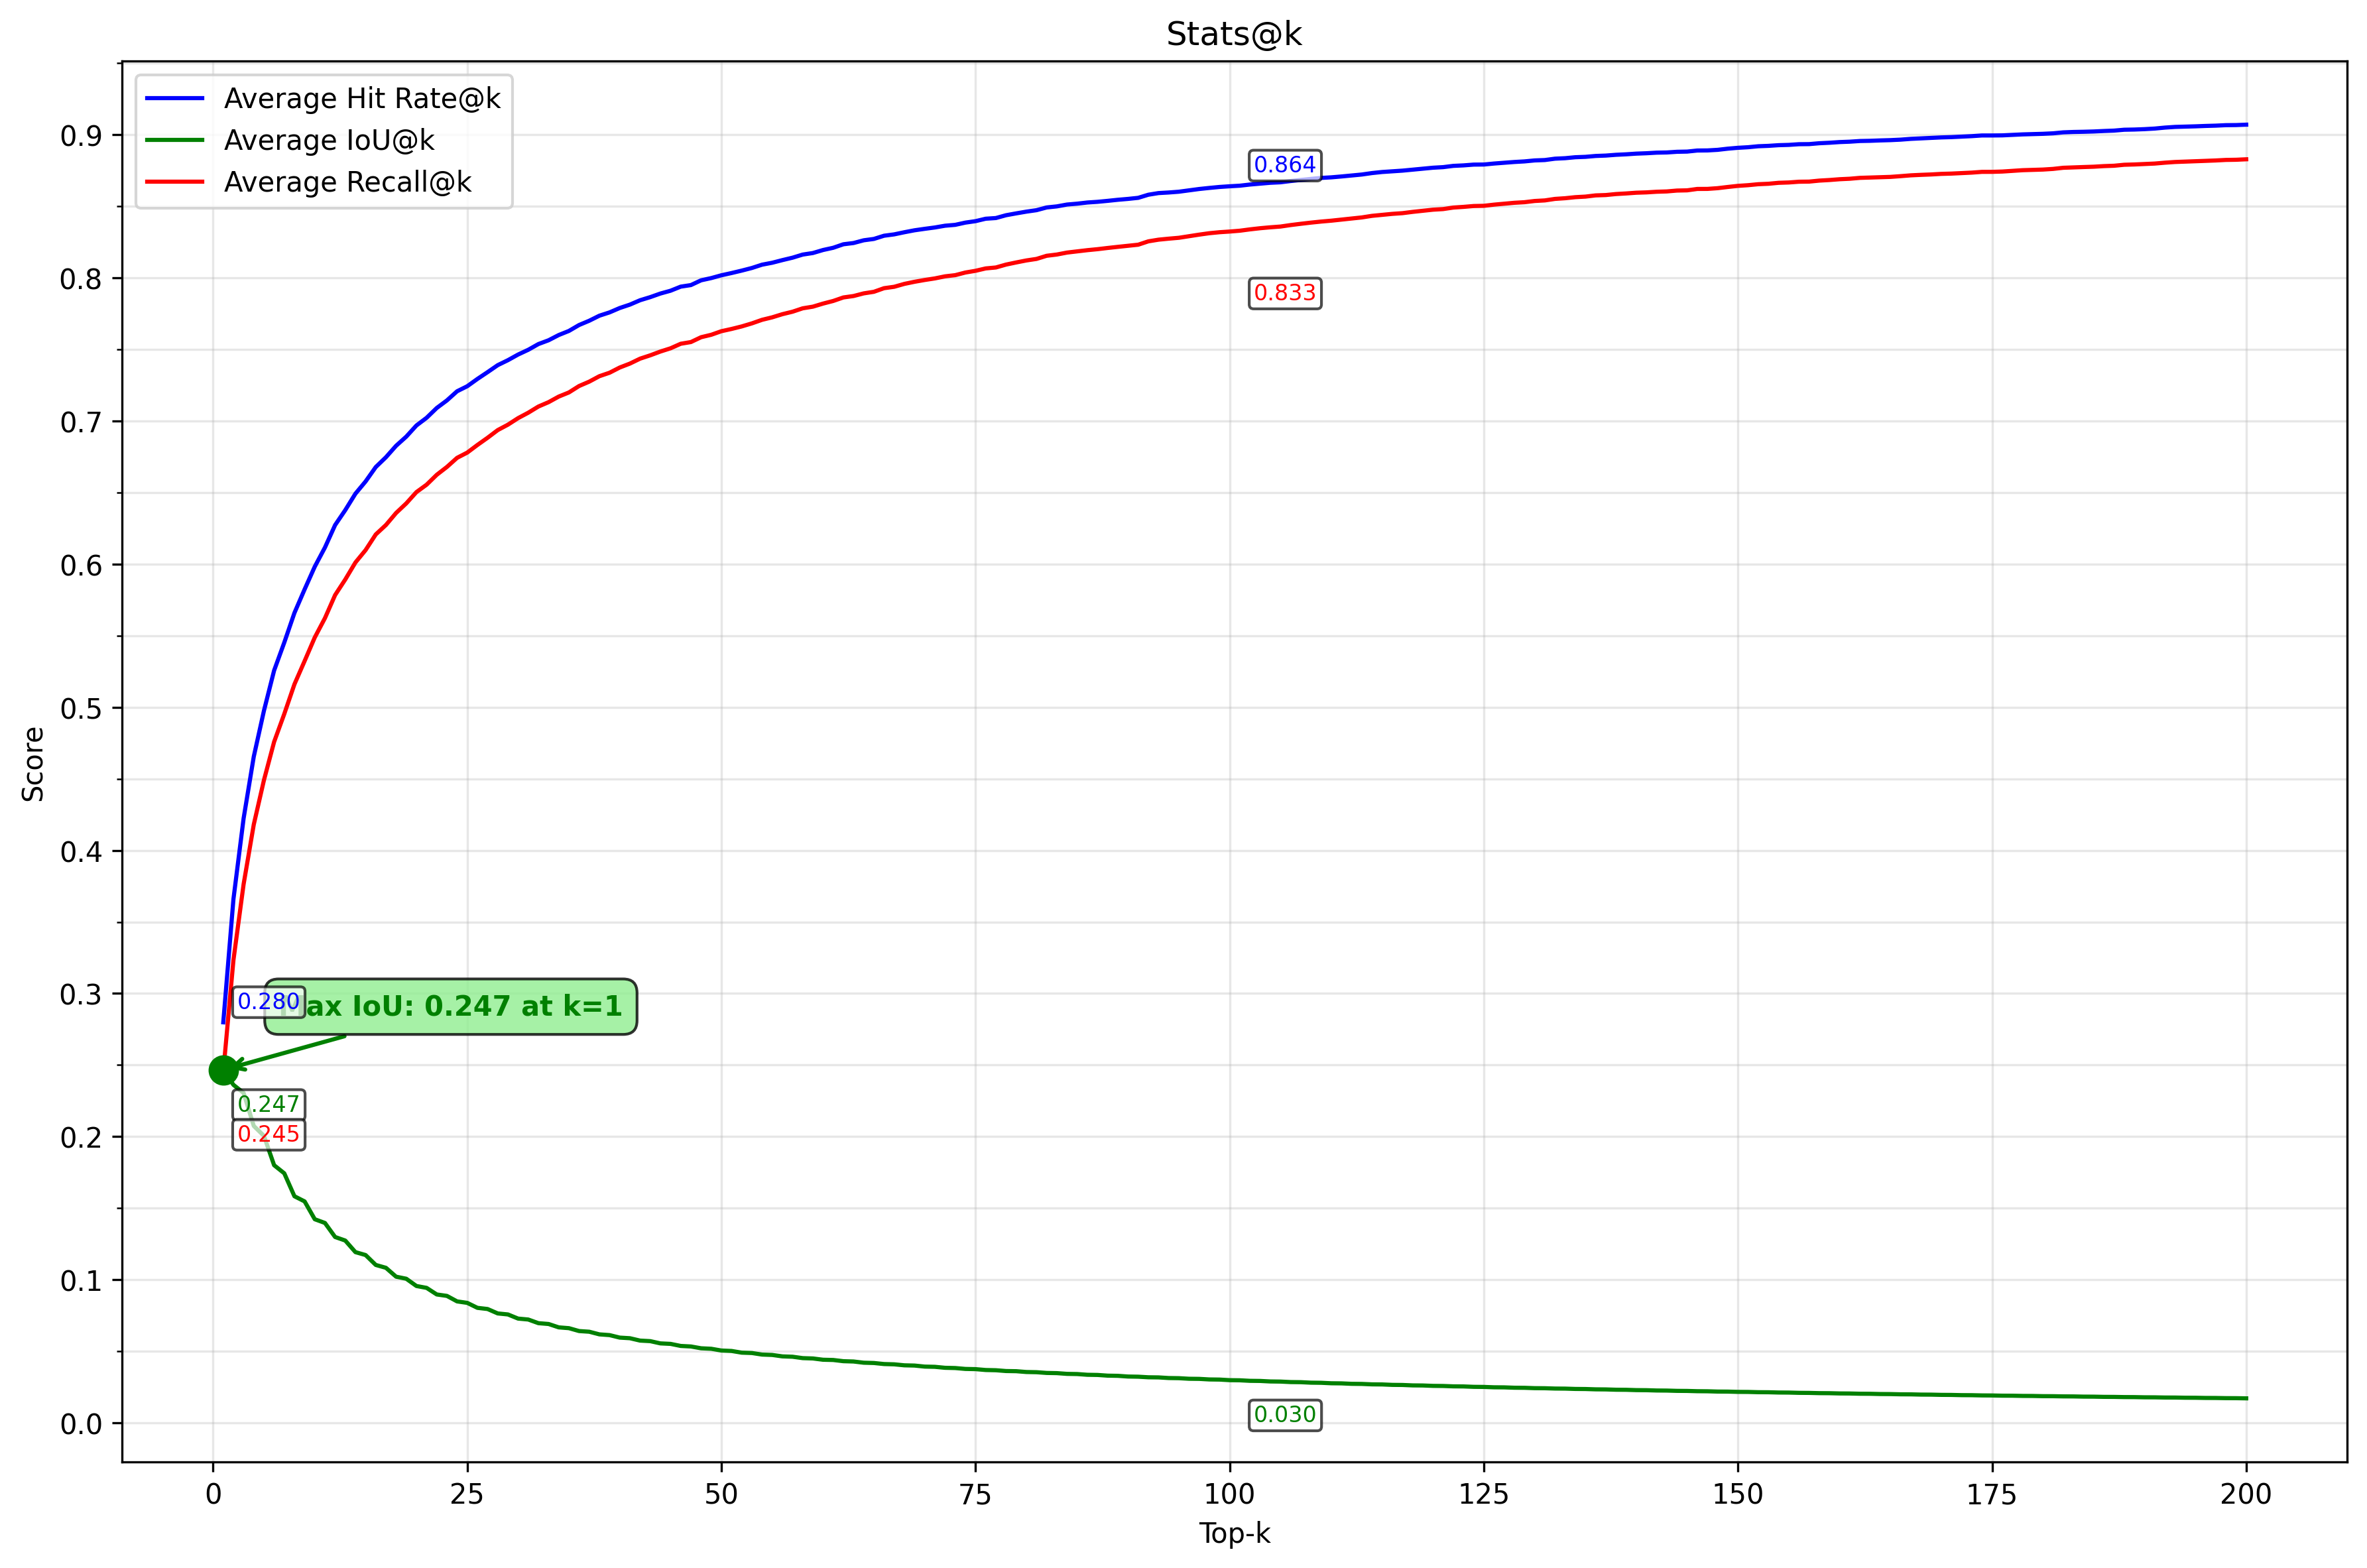 Stats@k
Average Hit Rate@k
Average IoU@k
Average Recall@k
0.9
0.8
0.7
0.6
0.5
0.4
0.3
0.2
0.1
0.0
Score
0.864
0.833
0.280
Max IoU: 0.247 at k=1
0.247
0.245
0.030
0 25 50 75 100 125 150 175 200
Top-k